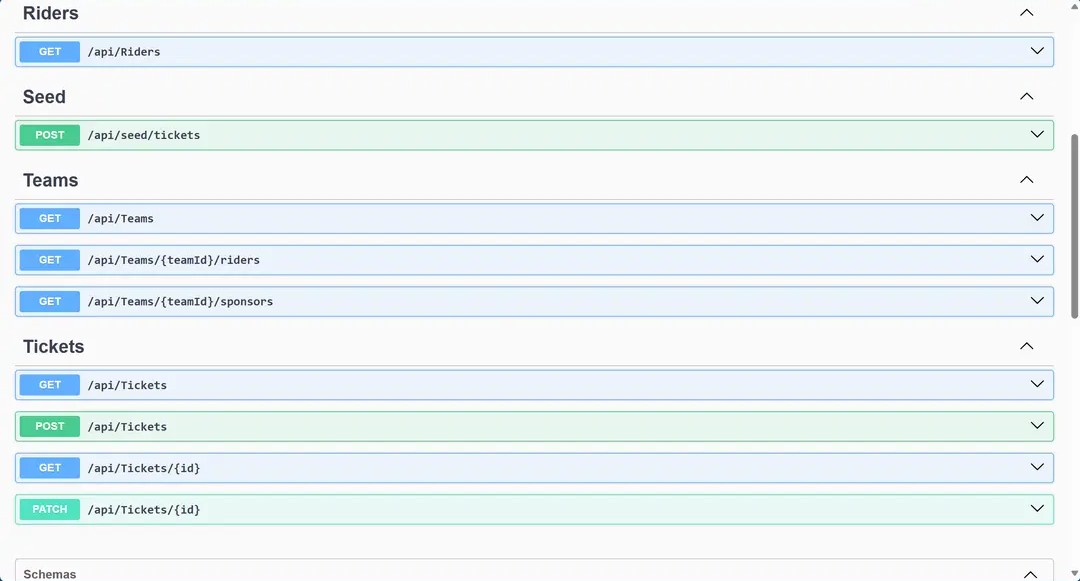 Riders
GET /api/Riders
Seed
POST /api/seed/tickets
Teams
GET /api/Teams
GET /api/Teams/{teamId}/riders
GET /api/Teams/{teamId}/sponsors
Tickets
GET /api/Tickets
POST /api/Tickets
GET /api/Tickets/{id}
PATCH /api/Tickets/{id}
Schemas